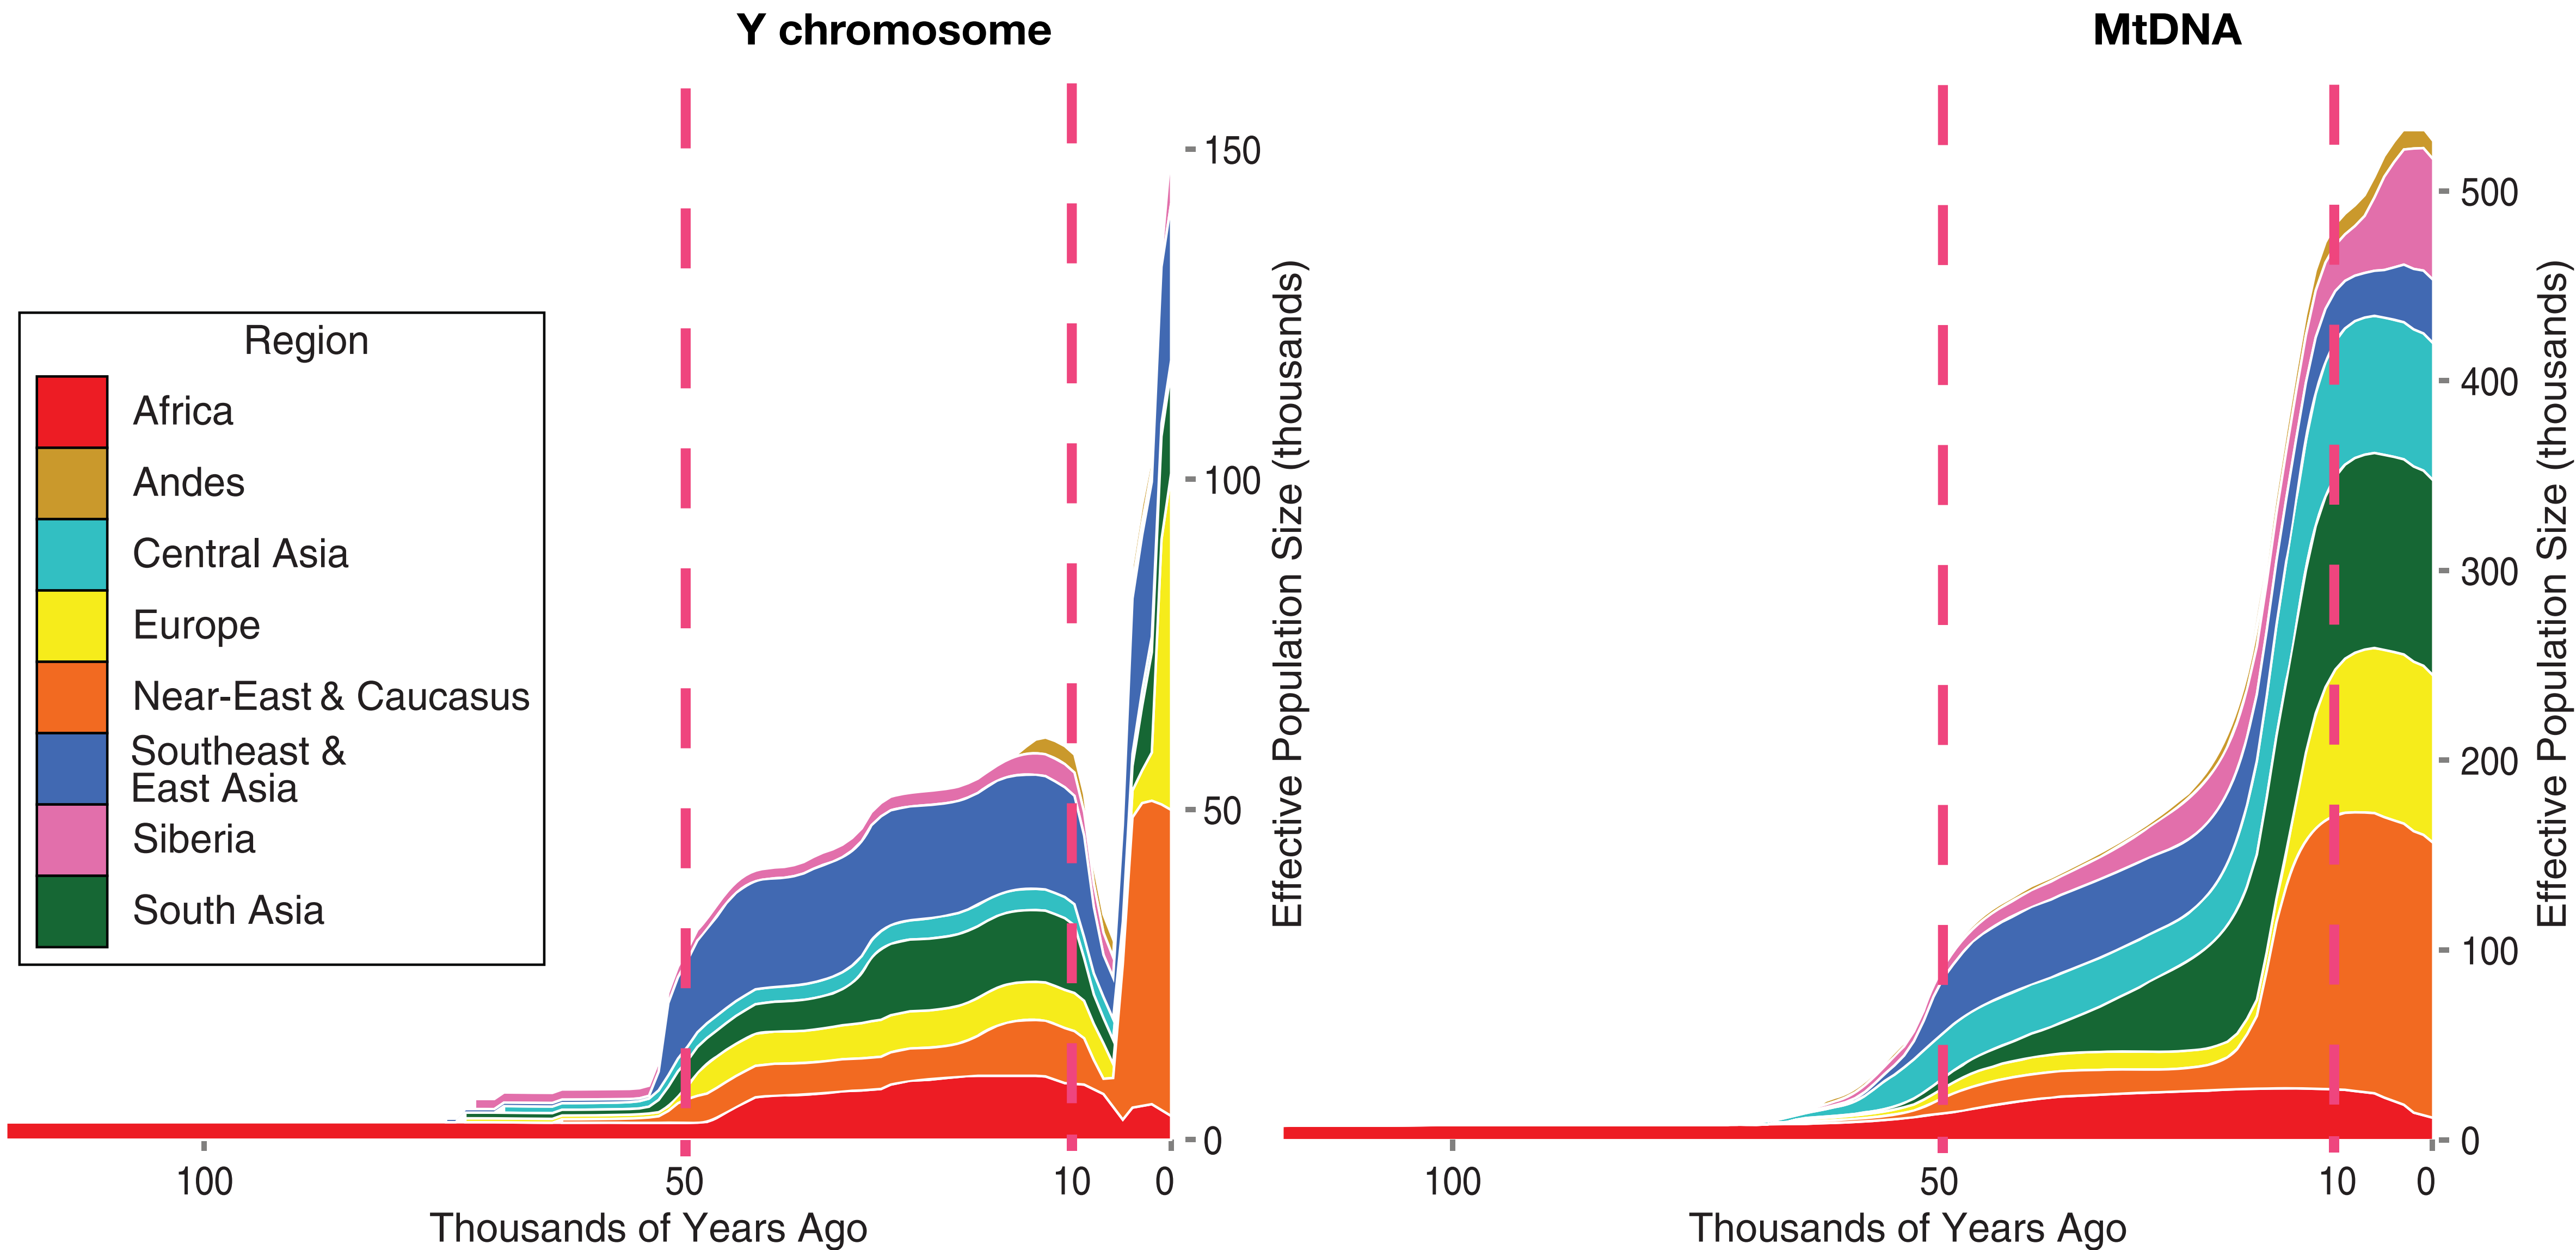 Y chromosome
MtDNA
Region
Africa
Andes
Central Asia
Europe
Near-East & Caucasus
Southeast &
East Asia
Siberia
South Asia
150
100
50
0
Effective Population Size (thousands)
100
50
10
0
Thousands of Years Ago
500
400
300
200
100
0
Effective Population Size (thousands)
100
50
10
0
Thousands of Years Ago